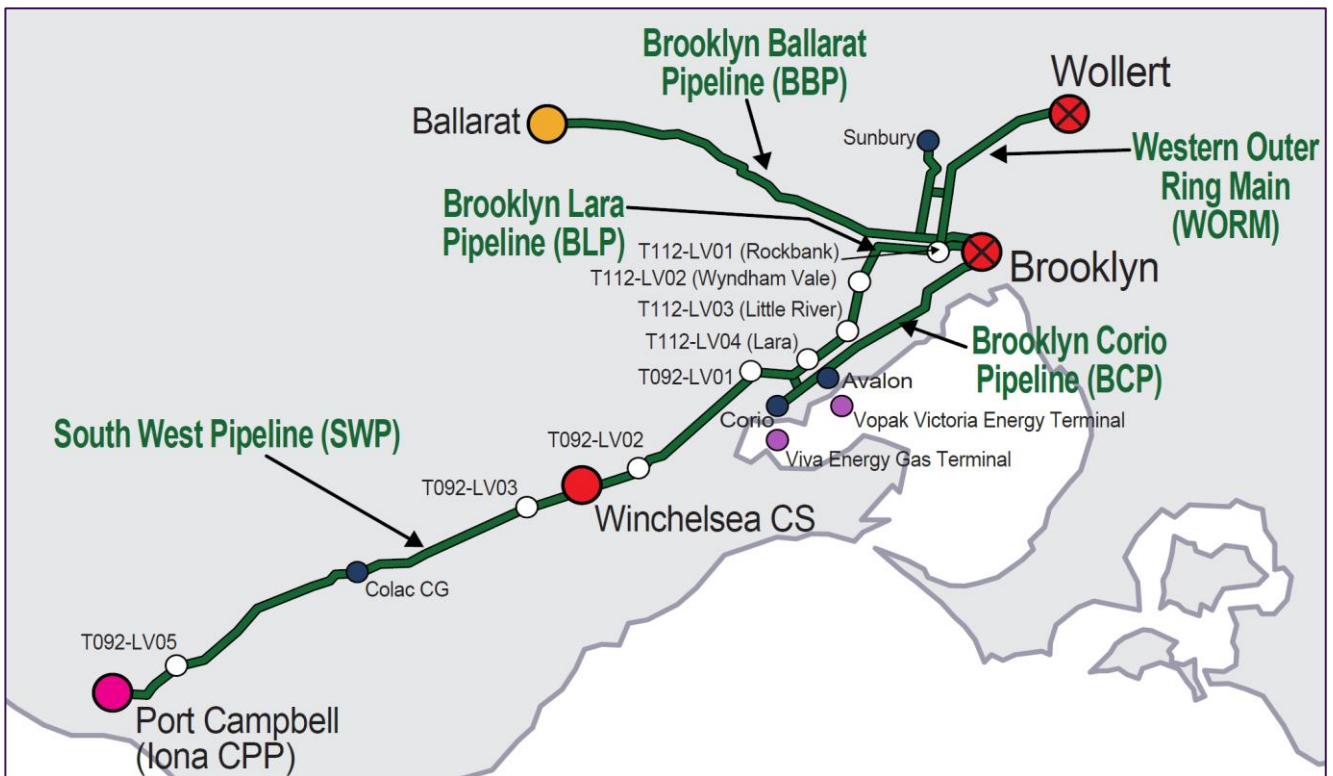 Brooklyn Ballarat
Pipeline (BBP)
Wollert
Ballarat
Sunbury
Western Outer
Ring Main
(WORM)
Brooklyn Lara
Pipeline (BLP)
T112-LV01 (Rockbank)
Brooklyn
T112-LV02 (Wyndham Vale)
T112-LV03 (Little River)
T112-LV04 (Lara)
Brooklyn Corio
Pipeline (BCP)
T092-LV01
Avalon
Corio
Vopak Victoria Energy Terminal
South West Pipeline (SWP)
T092-LV02
Viva Energy Gas Terminal
T092-LV03
Winchelsea CS
Colac CG
T092-LV05
Port Campbell
(Iona CPP)